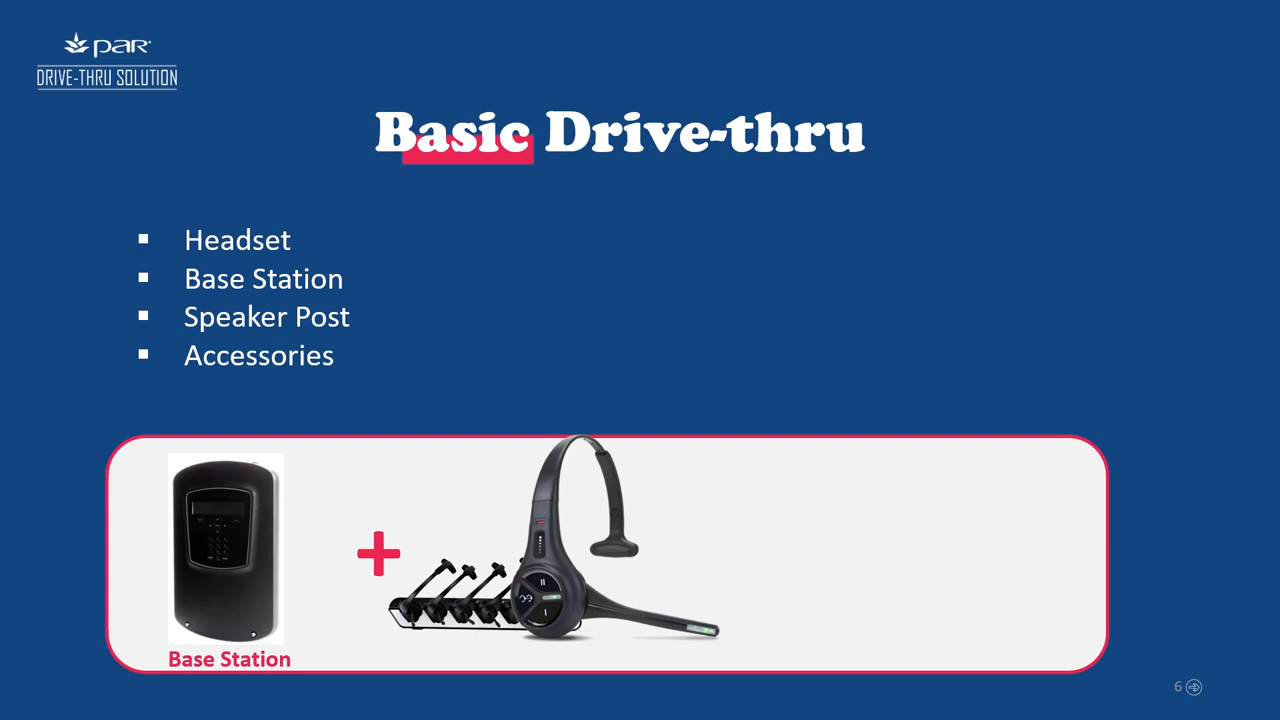 par
DRIVE-THRU SOLUTION
Basic Drive-thru
▪ Headset
▪ Base Station
▪ Speaker Post
▪ Accessories
Base Station
6